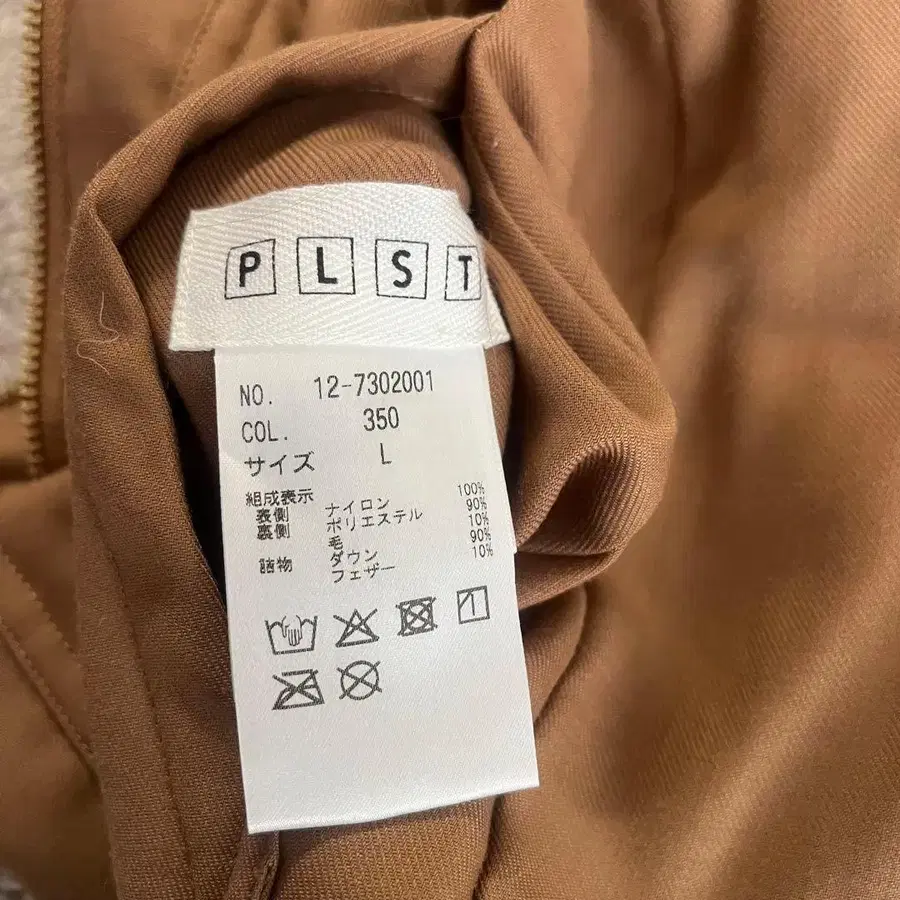 PLST
NO. 12-7302001
COL. 350
サイズ L
組成表示
表側 ナイロン 100%
裏側 ポリエステル 90%
毛 10%
詰物 ダウン 90%
フェザー 10%